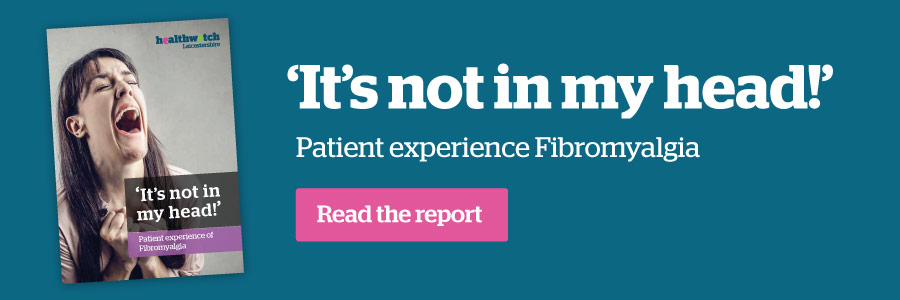 healthwatch
Leicestershire
‘It’s not in
my head!’
Patient experience of
Fibromyalgia
‘It’s not in my head!’
Patient experience Fibromyalgia
Read the report